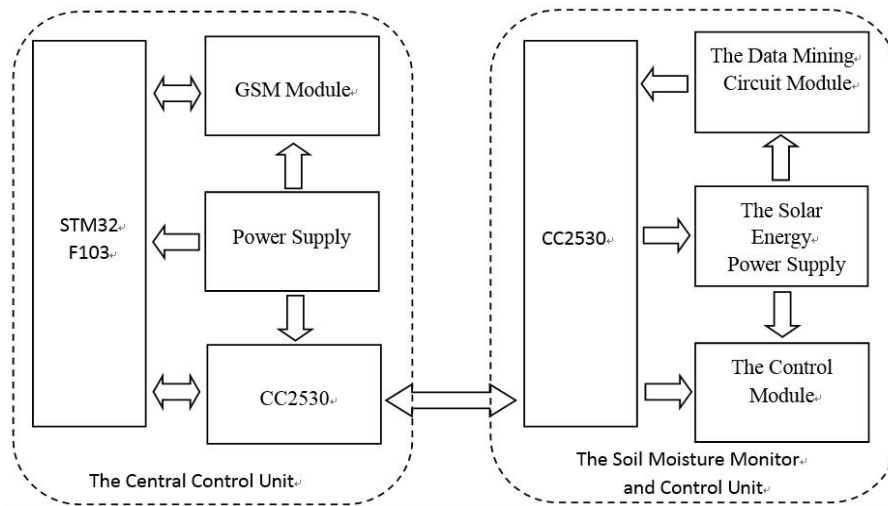 STM32
F103
GSM Module
Power Supply
CC2530
The Central Control Unit
CC2530
The Data Mining
Circuit Module
The Solar
Energy
Power Supply
The Control
Module
The Soil Moisture Monitor
and Control Unit